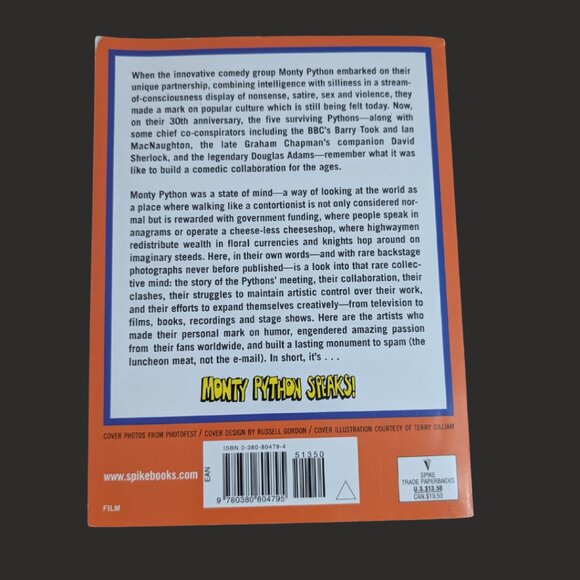 When the innovative comedy group Monty Python embarked on their
unique partnership, combining intelligence with silliness in a stream-
of-consciousness display of nonsense, satire, sex and violence, they
made a mark on popular culture which is still being felt today. Now,
on their 30th anniversary, the five surviving Pythons—along with
some chief co-conspirators including the BBC's Barry Took and Ian
MacNaughton, the late Graham Chapman's companion David
Sherlock, and the legendary Douglas Adams—remember what it was
like to build a comedic collaboration for the ages.
Monty Python was a state of mind—a way of looking at the world as
a place where walking like a contortionist is not only considered nor-
mal but is rewarded with government funding, where people speak in
anagrams or operate a cheese-less cheeseshop, where highwaymen
redistribute wealth in floral currencies and knights hop around on
imaginary steeds. Here, in their own words—and with rare backstage
photographs never before published—is a look into that rare collec-
tive mind: the story of the Pythons' meeting, their collaboration, their
clashes, their struggles to maintain artistic control over their work,
and their efforts to expand themselves creatively—from television to
films, books, recordings and stage shows. Here are the artists who
made their personal mark on humor, engendered amazing passion
from their fans worldwide, and built a lasting monument to spam (the
luncheon meat, not the e-mail). In short, it's . . .
MONTY PYTHON SPEAKS!
COVER PHOTOS FROM PHOTOFEST / COVER DESIGN BY RUSSELL GORDON / COVER ILLUSTRATION COURTESY OF TERRY GILLIAM
ISBN 0-380-80479-4
51350
EAN
9 780380 804795
www.spikebooks.com
SPIKE
TRADE PAPERBACKS
U.S. $13.50
CAN. $19.50
FILM